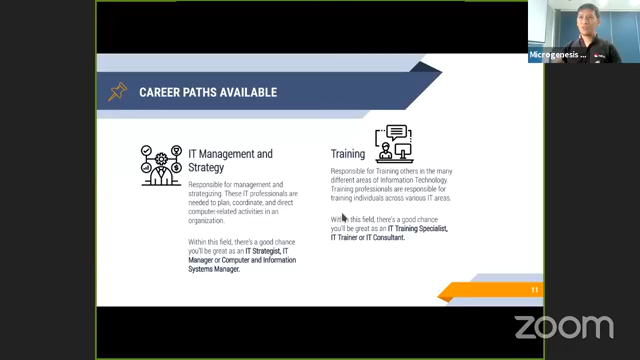 Microgenesis ...
CAREER PATHS AVAILABLE
IT Management and
Strategy
Responsible for management and
strategizing. These IT professionals are
needed to plan, coordinate, and direct
computer-related activities in an
organization.
Within this field, there's a good chance
you'll be great as an IT Strategist, IT
Manager or Computer and Information
Systems Manager.
Training
Responsible for Training others in the many
different areas of Information Technology.
Training professionals are responsible for
training individuals across various IT areas.
Within this field, there's a good chance
you'll be great as an IT Training Specialist,
IT Trainer or IT Consultant.
11
zoom